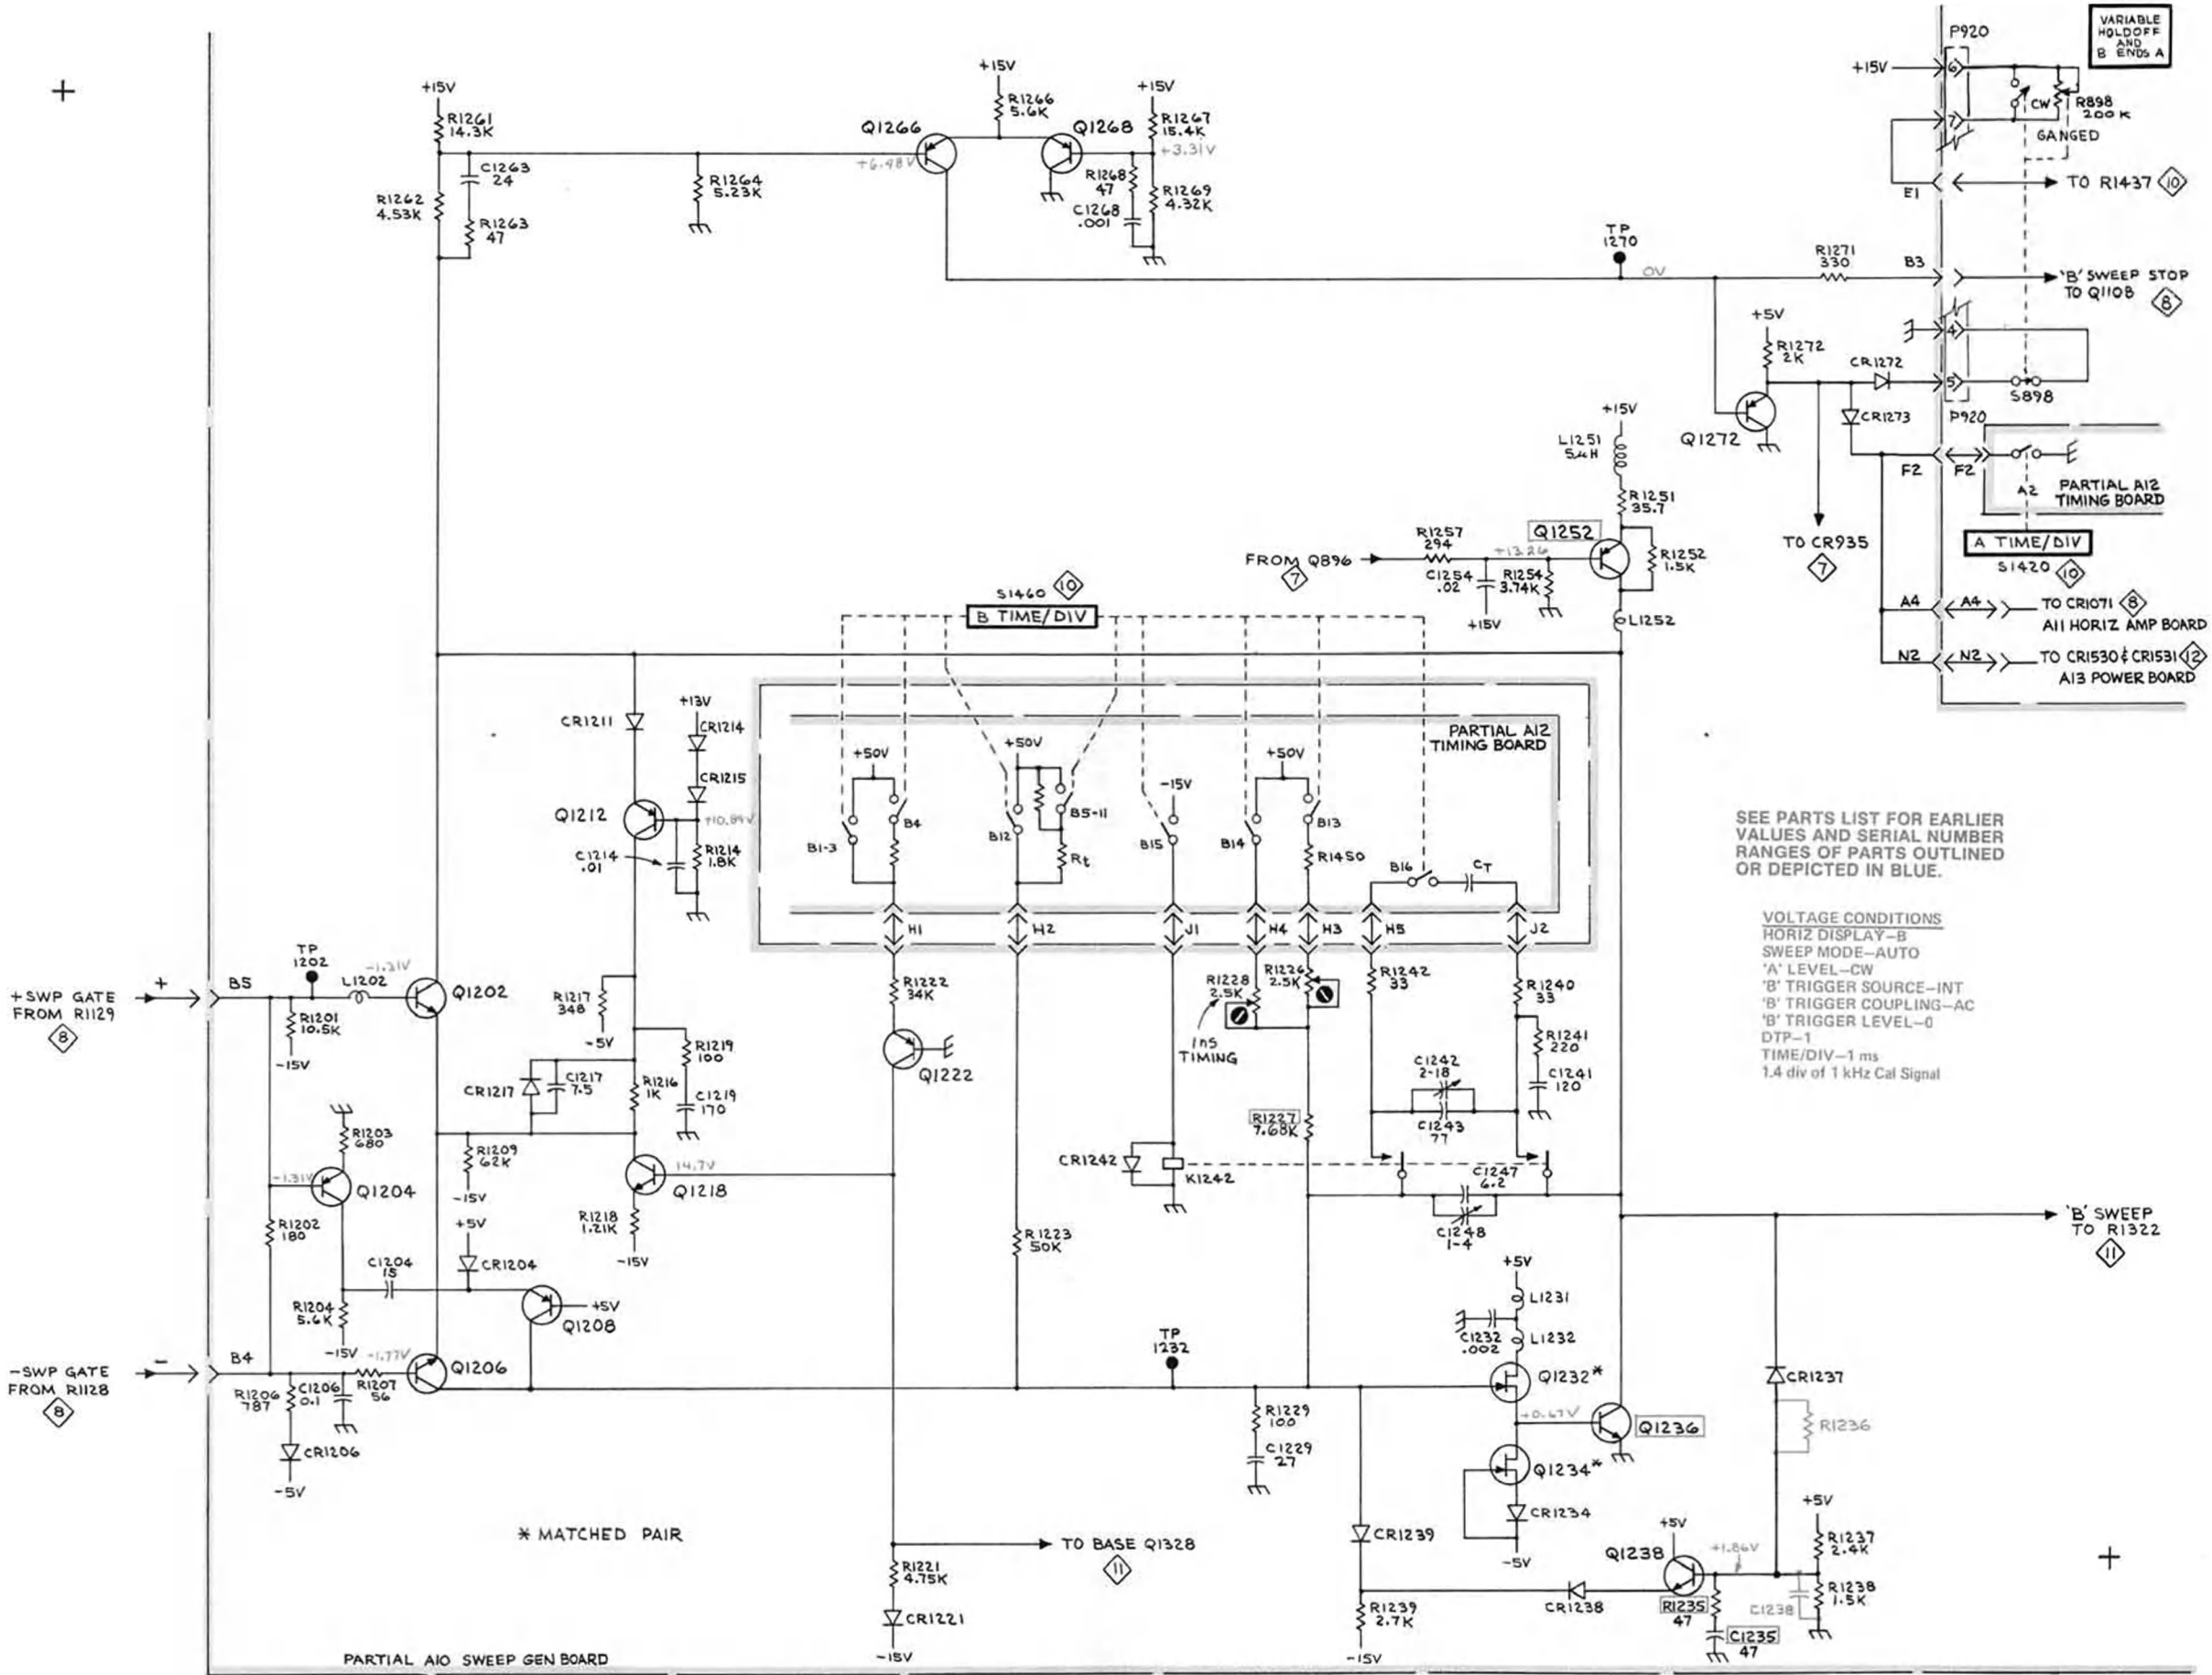 VARIABLE
HOLDOFF
AND
B ENDS A
P920
+15V
6
7
CW
R898
200K
GANGED
E1
TO R1437 10
+15V
R1261
14.3K
C1263
24
R1262
4.53K
R1263
47
R1264
5.23K
+15V
R1266
5.6K
Q1266
+6.48V
Q1268
+15V
R1267
15.4K
+3.31V
R1268
47
C1268
.001
R1269
4.32K
TP
1270
0V
R1271
330
B3
'B' SWEEP STOP
TO Q1108
8
4
5
P920
S898
+5V
R1272
2K
CR1272
CR1273
Q1272
F2
F2
A2
PARTIAL A12
TIMING BOARD
A TIME/DIV
S1420 10
TO CR935
7
A4
A4
TO CR1071 8
A11 HORIZ AMP BOARD
N2
N2
TO CR1530 & CR1531 12
A13 POWER BOARD
+15V
L1251
5μH
R1251
35.7
Q1252
R1252
1.5K
R1257
294
+13.26
FROM Q896
7
C1254
.02
R1254
3.74K
+15V
L1252
S1460 10
B TIME/DIV
CR1211
+13V
CR1214
CR1215
Q1212
+10.89V
C1214
.01
R1214
1.8K
PARTIAL A12
TIMING BOARD
+50V
B1-3
B4
+50V
B12
B5-11
Rt
-15V
B15
+50V
B14
B13
R1450
B16
CT
H1
H2
J1
H4
H3
H5
J2
SEE PARTS LIST FOR EARLIER
VALUES AND SERIAL NUMBER
RANGES OF PARTS OUTLINED
OR DEPICTED IN BLUE.
VOLTAGE CONDITIONS
HORIZ DISPLAY-B
SWEEP MODE-AUTO
'A' LEVEL-CW
'B' TRIGGER SOURCE-INT
'B' TRIGGER COUPLING-AC
'B' TRIGGER LEVEL-0
DTP-1
TIME/DIV-1 ms
1.4 div of 1 kHz Cal Signal
+
+SWP GATE
FROM R1129
8
B5
TP
1202
L1202
-1.31V
Q1202
R1201
10.5K
-15V
R1217
348
-5V
R1219
100
C1219
170
CR1217
C1217
7.5
R1216
1K
R1222
34K
Q1222
R1228
2.5K
R1226
2.5K
1nS
TIMING
R1242
33
R1240
33
R1241
220
C1241
120
C1242
2-18
C1243
77
R1227
7.68K
R1203
680
R1209
62K
-15V
-1.31V
Q1204
14.7V
Q1218
R1218
1.21K
-15V
R1202
180
+5V
CR1204
C1204
15
R1204
5.6K
-15V
+5V
Q1208
R1223
50K
CR1242
K1242
C1247
6.2
C1248
1-4
'B' SWEEP
TO R1322
11
-
-SWP GATE
FROM R1128
8
B4
-1.77V
Q1206
R1206
787
C1206
0.1
R1207
56
CR1206
-5V
TP
1232
+5V
L1231
C1232
.002
L1232
Q1232*
+0.67V
Q1236
Q1234*
CR1234
-5V
CR1237
R1236
R1229
100
C1229
27
* MATCHED PAIR
TO BASE Q1328
11
R1221
4.75K
CR1221
-15V
CR1239
R1239
2.7K
-15V
CR1238
+5V
Q1238
+1.86V
R1235
47
C1235
47
+5V
R1237
2.4K
R1238
1.5K
C1238
PARTIAL A10 SWEEP GEN BOARD